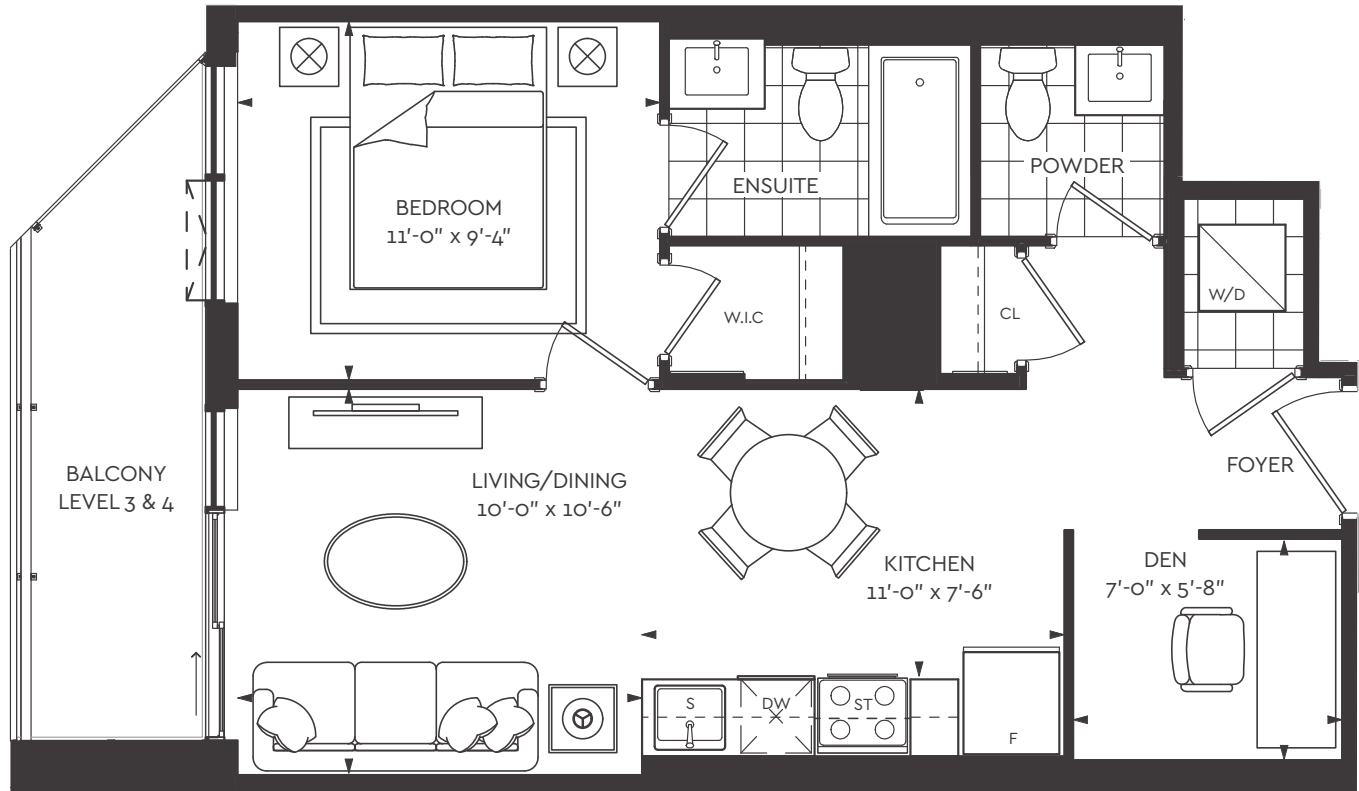 ENSUITE
POWDER
BEDROOM
11'-0" x 9'-4"
W/D
W.I.C
CL
BALCONY
LEVEL 3 & 4
LIVING/DINING
10'-0" x 10'-6"
FOYER
KITCHEN
11'-0" x 7'-6"
DEN
7'-0" x 5'-8"
S
DW
ST
F